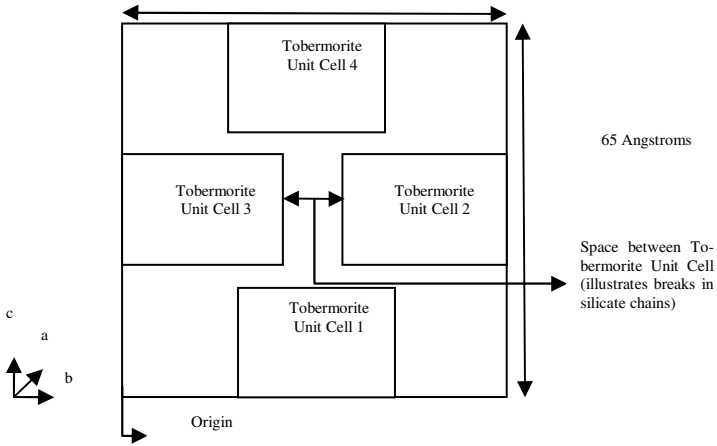 Tobermorite
Unit Cell 4
65 Angstroms
Tobermorite
Unit Cell 3
Tobermorite
Unit Cell 2
Space between To-
bermorite Unit Cell
(illustrates breaks in
silicate chains)
Tobermorite
Unit Cell 1
c
a
b
Origin